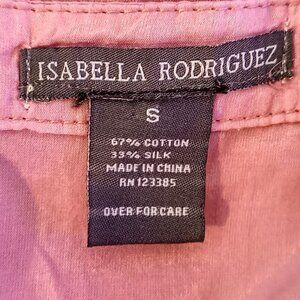 ISABELLA RODRIGUEZ
S
67% COTTON
33% SILK
MADE IN CHINA
RN 123385
OVER FOR CARE